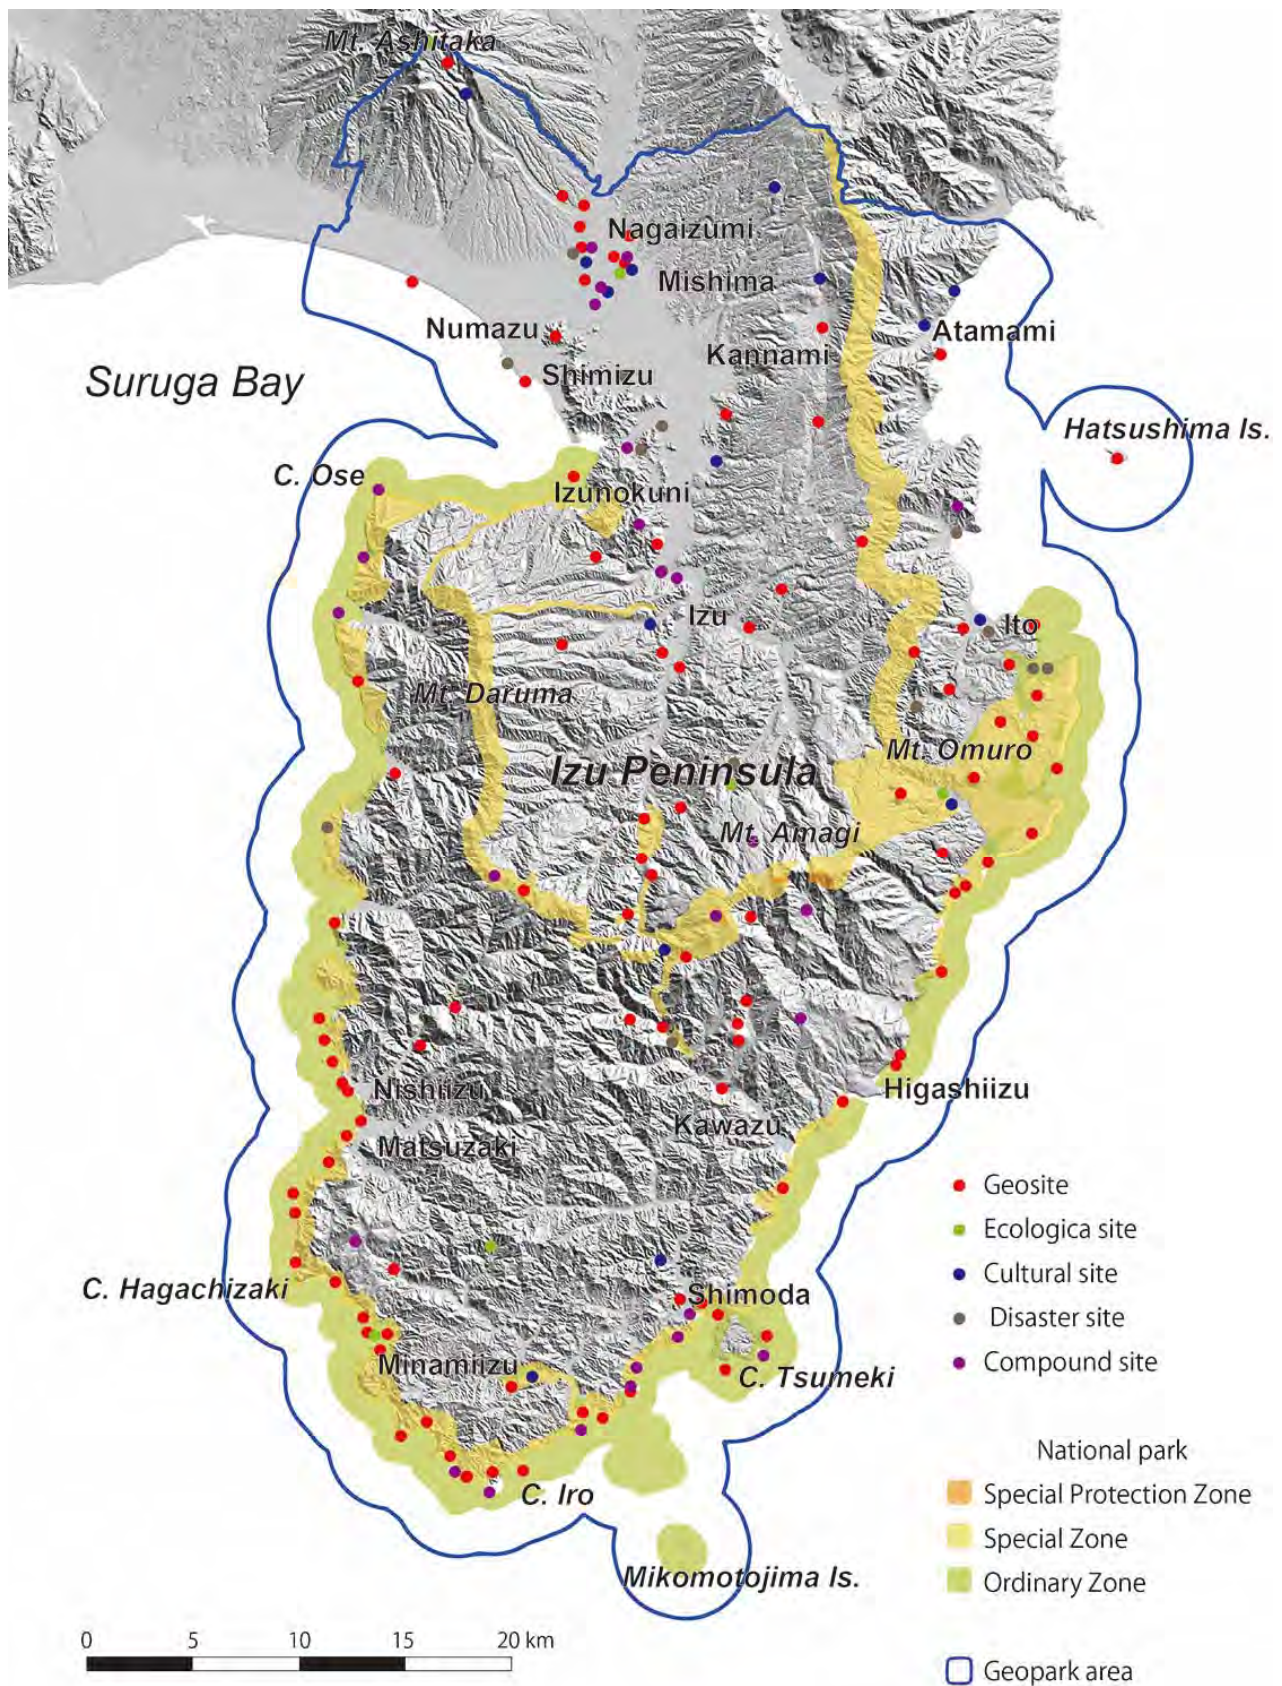 Mt. Ashitaka
Nagaizumi
Mishima
Numazu
Atamami
Kannami
Shimizu
Suruga Bay
Hatsushima Is.
C. Ose
Izunokuni
Izu
Ito
Mt. Daruma
Mt. Omuro
Izu Peninsula
Mt. Amagi
Nishiizu
Higashiizu
Kawazu
Matsuzaki
Geosite
Ecologica site
Cultural site
C. Hagachizaki
Shimoda
Disaster site
Minamiizu
Compound site
C. Tsumeki
National park
C. Iro
Special Protection Zone
Special Zone
Mikomotojima Is.
Ordinary Zone
0 5 10 15 20 km
Geopark area